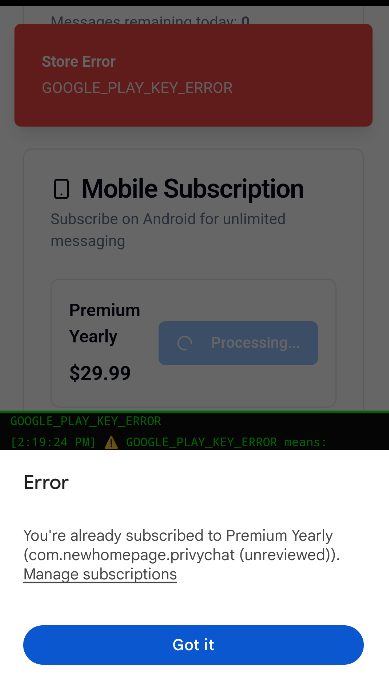 Messages remaining today: 0
Store Error
GOOGLE_PLAY_KEY_ERROR
Mobile Subscription
Subscribe on Android for unlimited
messaging
Premium
Yearly
Processing...
$29.99
GOOGLE_PLAY_KEY_ERROR
[2:19:24 PM] ⚠️ GOOGLE_PLAY_KEY_ERROR means:
Error
You're already subscribed to Premium Yearly
(com.newhomepage.privychat (unreviewed)).
Manage subscriptions
Got it